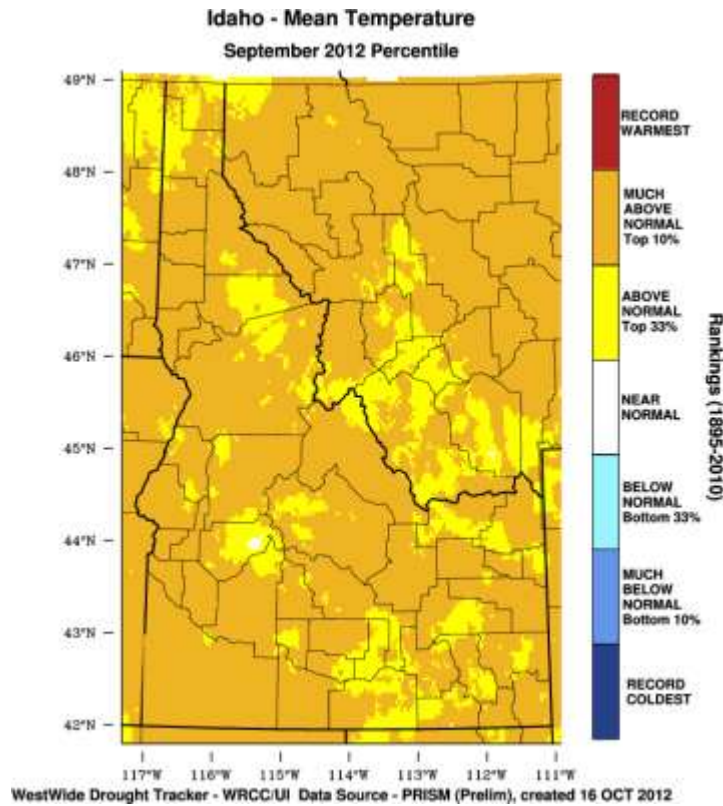 Idaho - Mean Temperature
September 2012 Percentile
49°N
48°N
47°N
46°N
45°N
44°N
43°N
42°N
117°W 116°W 115°W 114°W 113°W 112°W 111°W
RECORD
WARMEST
MUCH
ABOVE
NORMAL
Top 10%
ABOVE
NORMAL
Top 33%
NEAR
NORMAL
BELOW
NORMAL
Bottom 33%
MUCH
BELOW
NORMAL
Bottom 10%
RECORD
COLDEST
Rankings (1895-2010)
WestWide Drought Tracker - WRCC/UI Data Source - PRISM (Prelim), created 16 OCT 2012